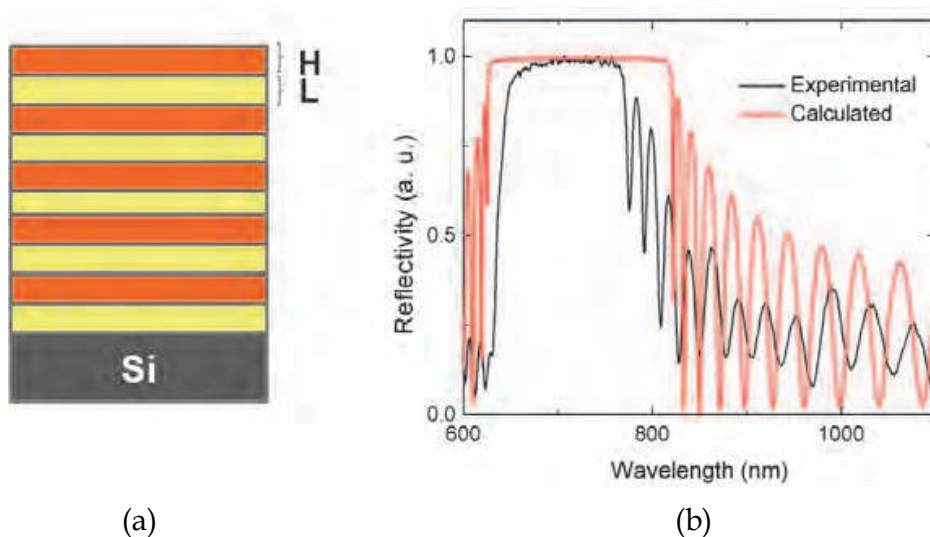 H
L
Si
(a)
Reflectivity (a. u.)
1.0
0.5
0.0
Experimental
Calculated
600
800
1000
Wavelength (nm)
(b)